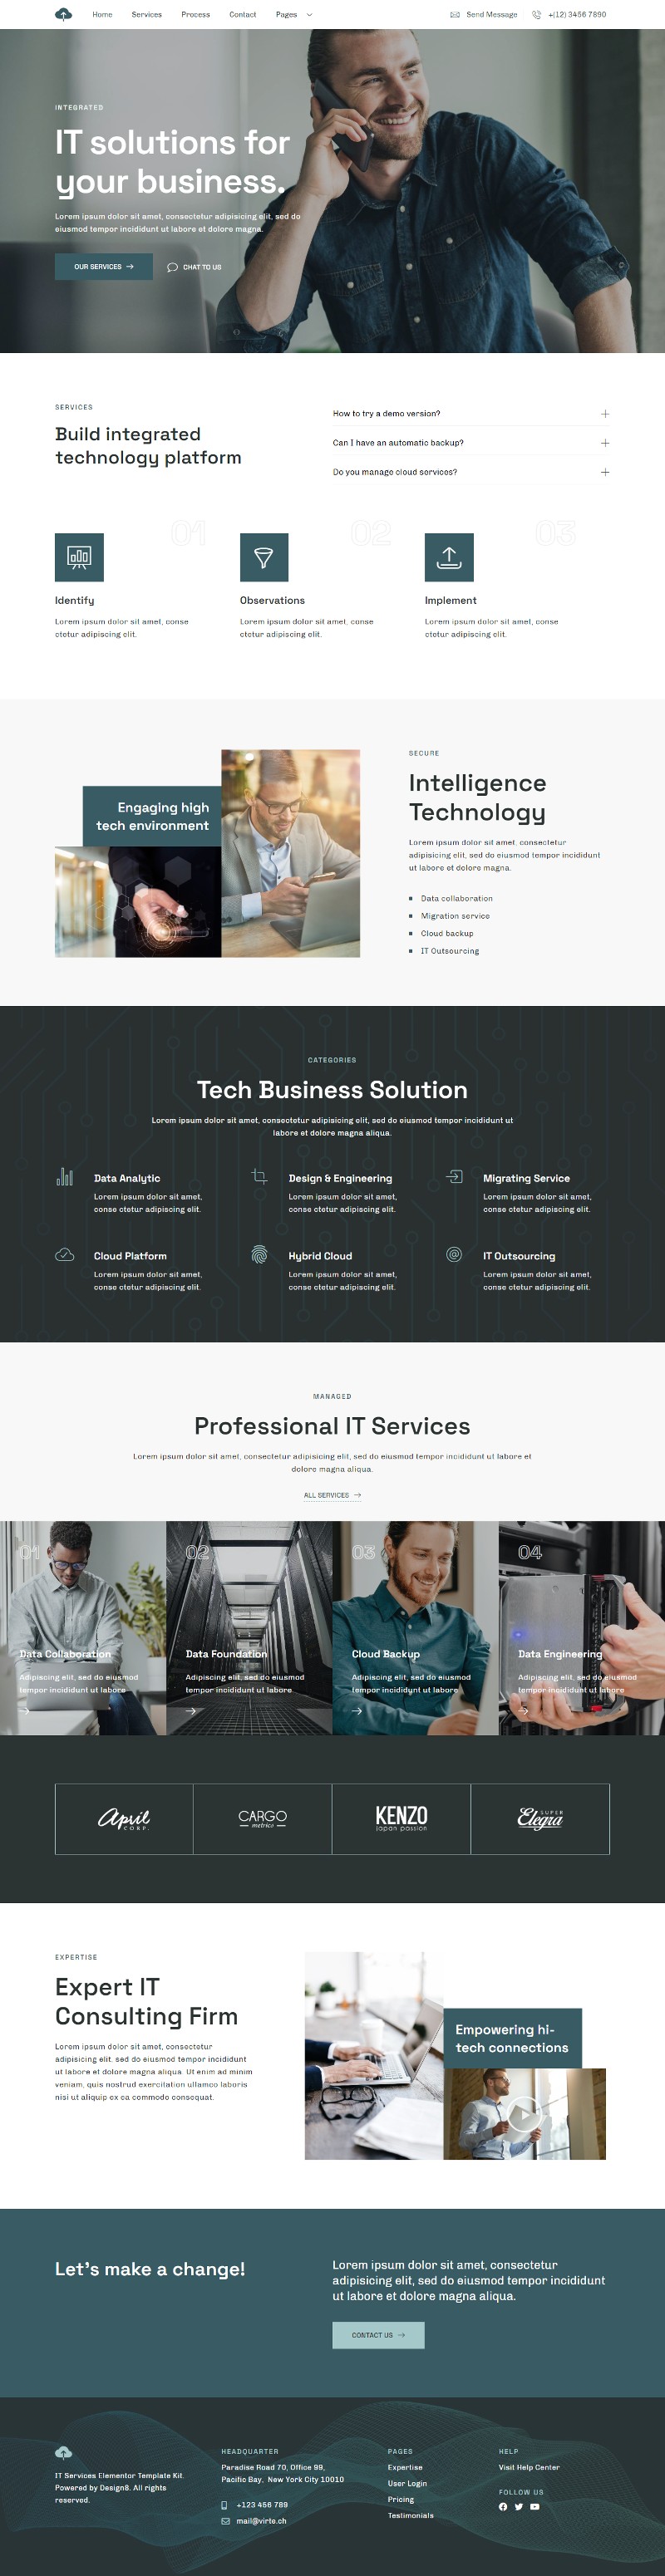 Home Services Process Contact Pages Send Message +(12) 3456 7890
INTEGRATED
IT solutions for
your business.
Lorem ipsum dolor sit amet, consectetur adipisicing elit, sed do
eiusmod tempor incididunt ut labore et dolore magna.
OUR SERVICES CHAT TO US
SERVICES
Build integrated
technology platform
How to try a demo version?
Can I have an automatic backup?
Do you manage cloud services?
01 02 03
Identify
Lorem ipsum dolor sit amet, conse
ctetur adipiscing elit.
Observations
Lorem ipsum dolor sit amet, conse
ctetur adipiscing elit.
Implement
Lorem ipsum dolor sit amet, conse
ctetur adipiscing elit.
Engaging high
tech environment
SECURE
Intelligence
Technology
Lorem ipsum dolor sit amet, consectetur
adipisicing elit, sed do eiusmod tempor incididunt
ut labore et dolore magna.
Data collaboration
Migration service
Cloud backup
IT Outsourcing
CATEGORIES
Tech Business Solution
Lorem ipsum dolor sit amet, consectetur adipisicing elit, sed do eiusmod tempor incididunt ut
labore et dolore magna aliqua.
Data Analytic
Lorem ipsum dolor sit amet,
conse ctetur adipiscing elit.
Design & Engineering
Lorem ipsum dolor sit amet,
conse ctetur adipiscing elit.
Migrating Service
Lorem ipsum dolor sit amet,
conse ctetur adipiscing elit.
Cloud Platform
Lorem ipsum dolor sit amet,
conse ctetur adipiscing elit.
Hybrid Cloud
Lorem ipsum dolor sit amet,
conse ctetur adipiscing elit.
IT Outsourcing
Lorem ipsum dolor sit amet,
conse ctetur adipiscing elit.
MANAGED
Professional IT Services
Lorem ipsum dolor sit amet, consectetur adipisicing elit, sed do eiusmod tempor incididunt ut labore et
dolore magna aliqua.
ALL SERVICES
01
Data Collaboration
Adipiscing elit, sed do eiusmod
tempor incididunt ut labore
02
Data Foundation
Adipiscing elit, sed do eiusmod
tempor incididunt ut labore
03
Cloud Backup
Adipiscing elit, sed do eiusmod
tempor incididunt ut labore
04
Data Engineering
Adipiscing elit, sed do eiusmod
tempor incididunt ut labore
April
CORP.
CARGO
metrics
KENZO
japan passion
SUPER
Elegra
EXPERTISE
Expert IT
Consulting Firm
Lorem ipsum dolor sit amet, consectetur
adipisicing elit, sed do eiusmod tempor incididunt
ut labore et dolore magna aliqua. Ut enim ad minim
veniam, quis nostrud exercitation ullamco laboris
nisi ut aliquip ex ea commodo consequat.
Empowering hi-
tech connections
Let's make a change!
Lorem ipsum dolor sit amet, consectetur
adipisicing elit, sed do eiusmod tempor incididunt
ut labore et dolore magna aliqua.
CONTACT US
IT Services Elementor Template Kit.
Powered by Design8. All rights
reserved.
HEADQUARTER
Paradise Road 70, Office 99,
Pacific Bay, New York City 10010
+123 456 789
mail@virte.ch
PAGES
Expertise
User Login
Pricing
Testimonials
HELP
Visit Help Center
FOLLOW US